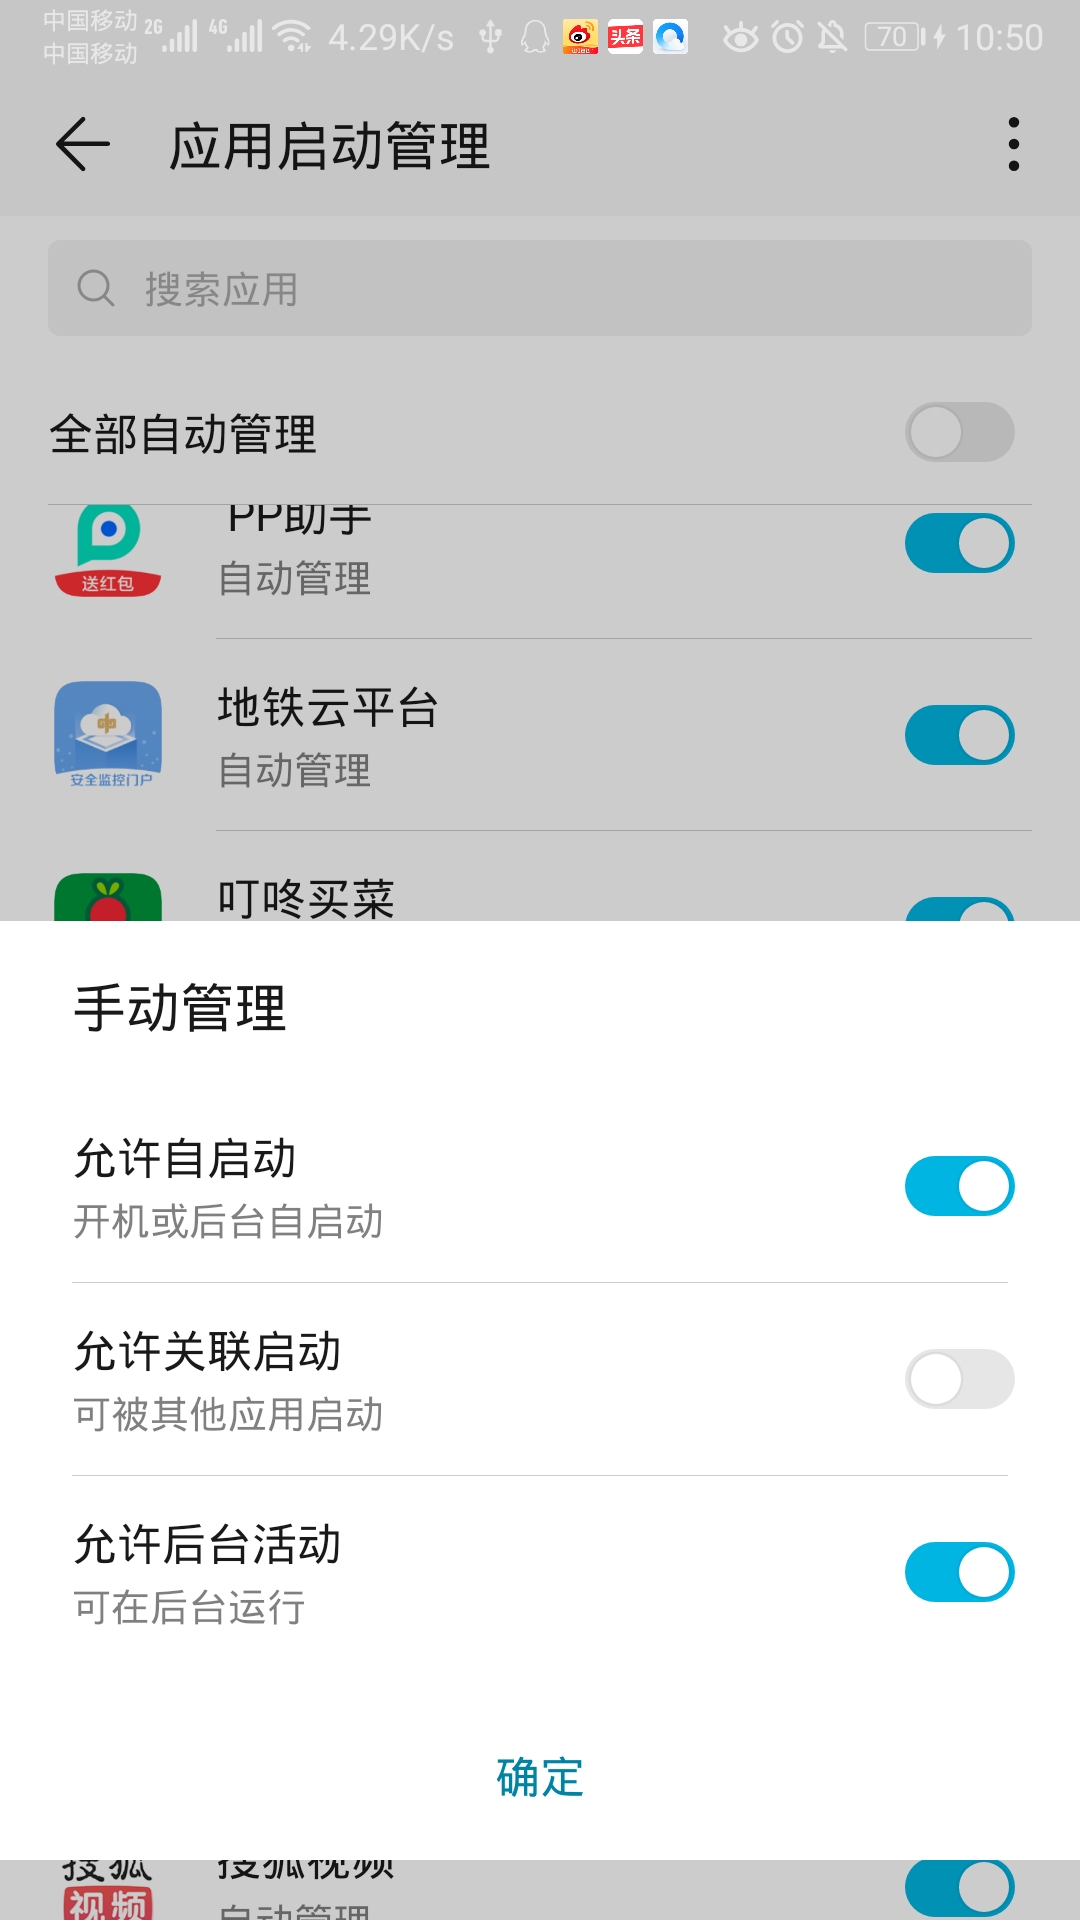 中国移动 2G 4G 4.29K/s 70 10:50
中国移动
应用启动管理
搜索应用
全部自动管理
PP助手
自动管理
送红包
地铁云平台
自动管理
安全监控门户
叮咚买菜
手动管理
允许自启动
开机或后台自启动
允许关联启动
可被其他应用启动
允许后台活动
可在后台运行
确定
搜狐视频
自动管理
搜狐
视频
头条